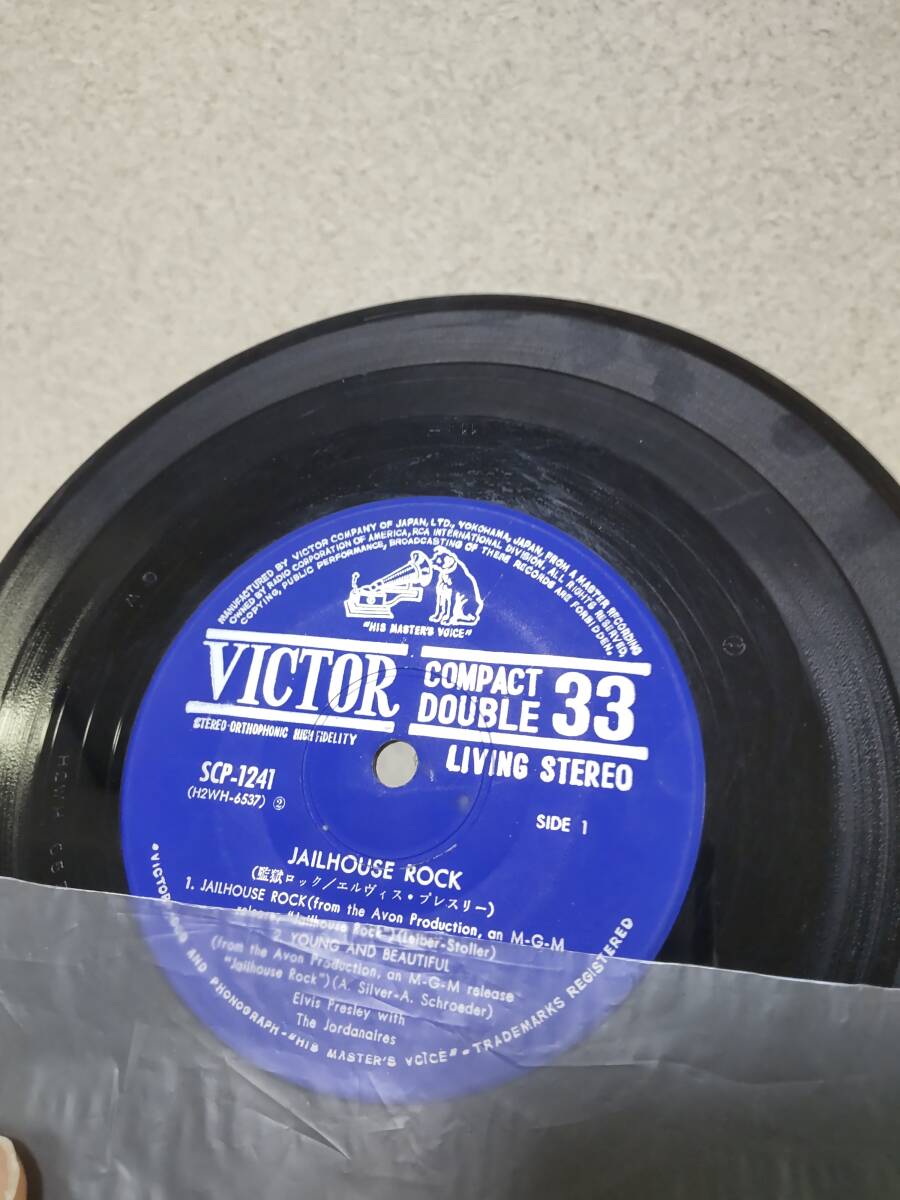 MANUFACTURED BY VICTOR COMPANY OF JAPAN, LTD., YOKOHAMA, JAPAN, FROM A MASTER RECORDING
OWNED BY RADIO CORPORATION OF AMERICA, RCA INTERNATIONAL DIVISION. ALL RIGHTS RESERVED,
COPYING, PUBLIC PERFORMANCE, BROADCASTING OF THESE RECORDS ARE FORBIDDEN.
"HIS MASTER'S VOICE"
VICTOR
COMPACT
DOUBLE 33
STEREO-ORTHOPHONIC HIGH FIDELITY
LIVING STEREO
SCP-1241
(H2WH-6537) ②
SIDE 1
JAILHOUSE ROCK
(監獄ロック/エルヴィス・プレスリー)
1. JAILHOUSE ROCK (from the Avon Production, an M-G-M
release, "Jailhouse Rock") (Leiber-Stoller)
2. YOUNG AND BEAUTIFUL
(from the Avon Production, an M-G-M release
"Jailhouse Rock") (A. Silver-A. Schroeder)
Elvis Presley with
The Jordanaires
"VICTOR" AND PHONOGRAPH-"HIS MASTER'S VOICE"-TRADEMARKS REGISTERED